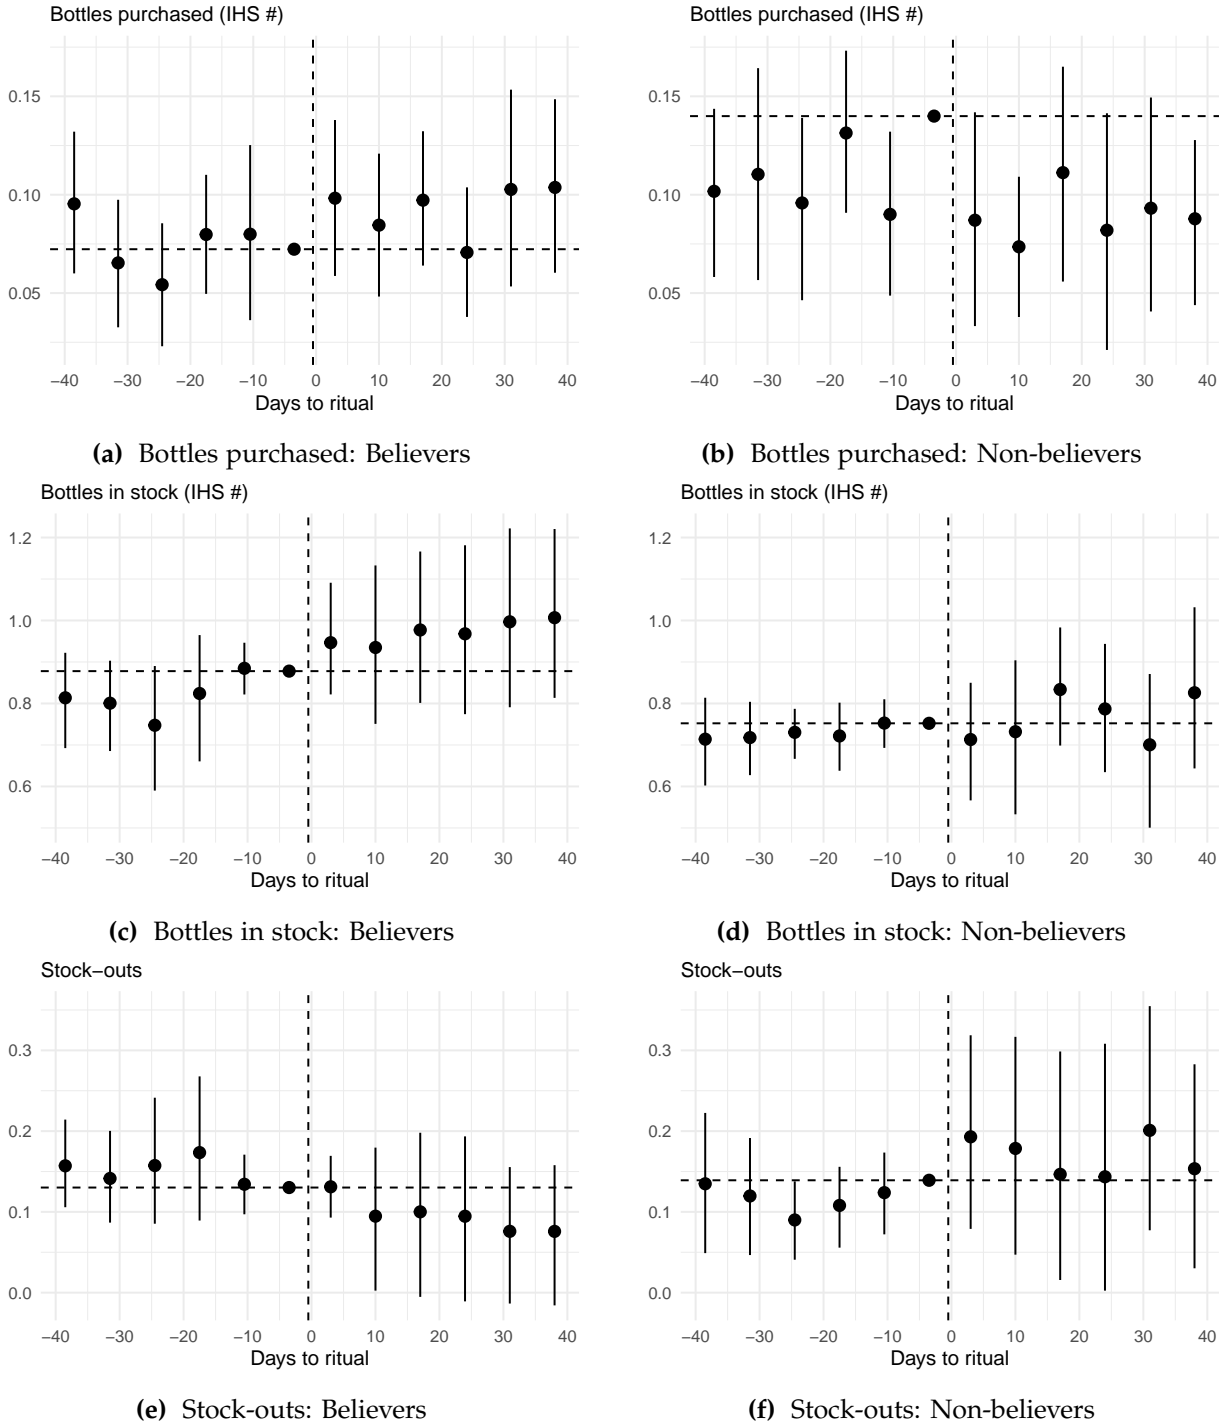 Bottles purchased (IHS #)
0.15
0.10
0.05
−40 −30 −20 −10 0 10 20 30 40
Days to ritual
(a) Bottles purchased: Believers
Bottles purchased (IHS #)
0.15
0.10
0.05
−40 −30 −20 −10 0 10 20 30 40
Days to ritual
(b) Bottles purchased: Non-believers
Bottles in stock (IHS #)
1.2
1.0
0.8
0.6
−40 −30 −20 −10 0 10 20 30 40
Days to ritual
(c) Bottles in stock: Believers
Bottles in stock (IHS #)
1.2
1.0
0.8
0.6
−40 −30 −20 −10 0 10 20 30 40
Days to ritual
(d) Bottles in stock: Non-believers
Stock−outs
0.3
0.2
0.1
0.0
−40 −30 −20 −10 0 10 20 30 40
Days to ritual
(e) Stock-outs: Believers
Stock−outs
0.3
0.2
0.1
0.0
−40 −30 −20 −10 0 10 20 30 40
Days to ritual
(f) Stock-outs: Non-believers